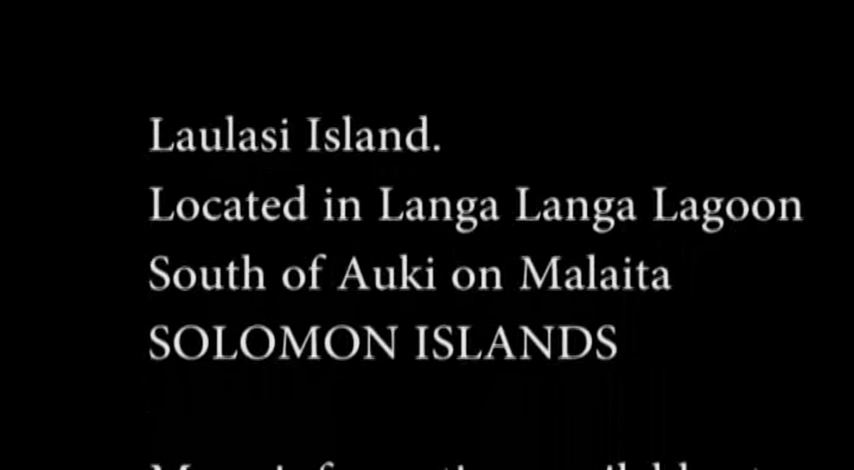 Laulasi Island.
Located in Langa Langa Lagoon
South of Auki on Malaita
SOLOMON ISLANDS